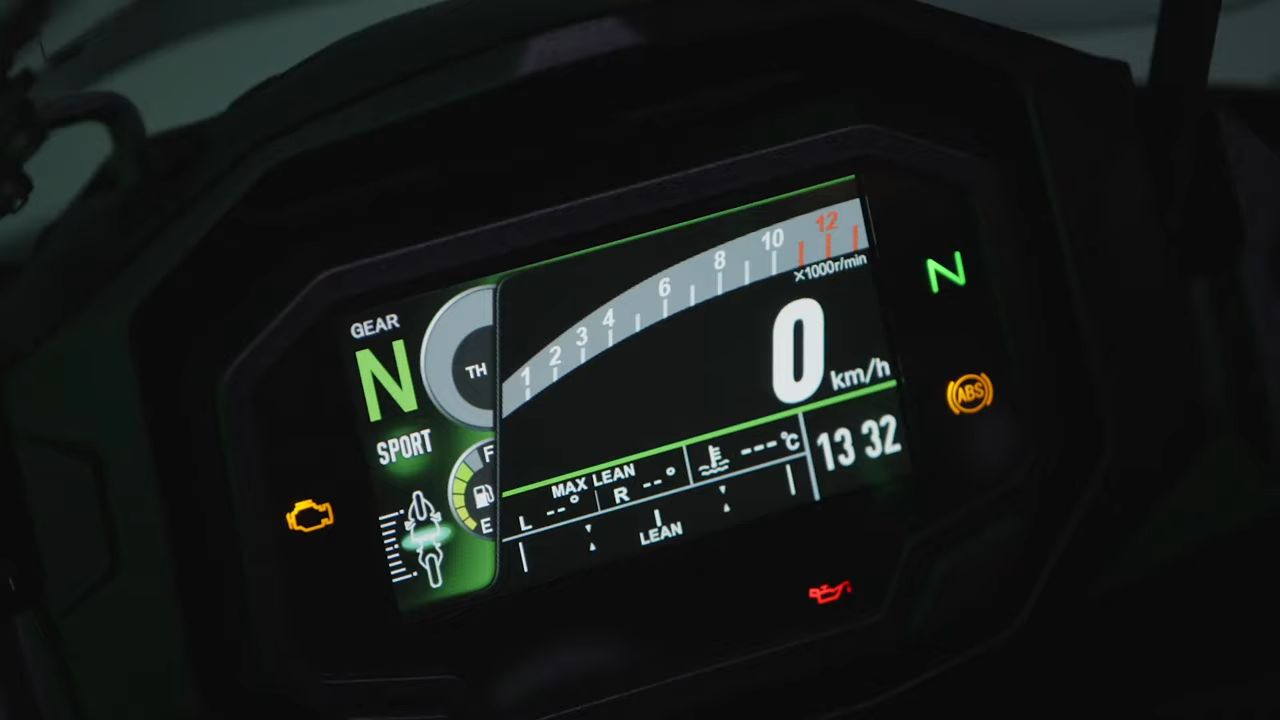 GEAR
N
SPORT
TH
F
E
1 2 3 4 6 8 10 12
×1000r/min
0 km/h
MAX LEAN
L --° R --°
---°C
13 32
LEAN
N
ABS